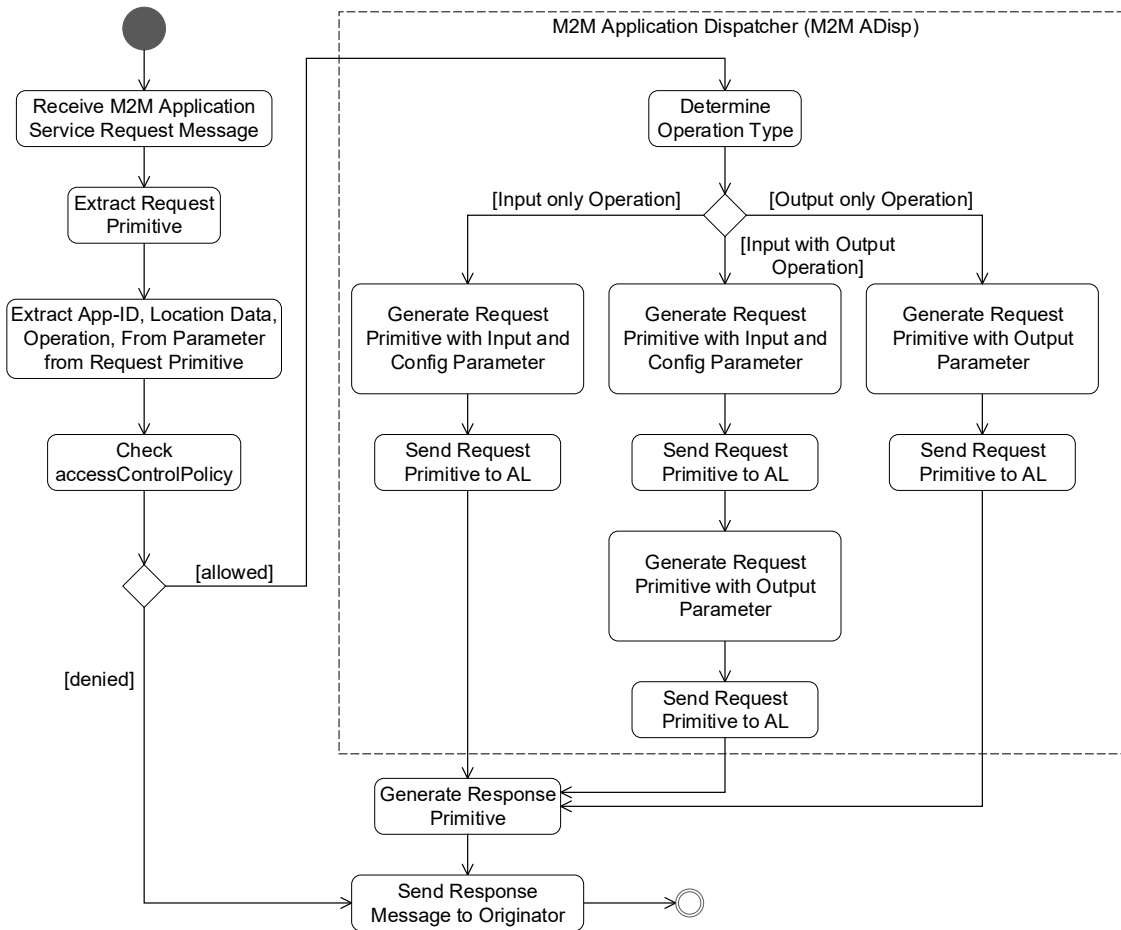 M2M Application Dispatcher (M2M ADisp)
Receive M2M Application
Service Request Message
Extract Request
Primitive
Extract App-ID, Location Data,
Operation, From Parameter
from Request Primitive
Check
accessControlPolicy
[allowed]
[denied]
Determine
Operation Type
[Input only Operation]
[Output only Operation]
[Input with Output
Operation]
Generate Request
Primitive with Input and
Config Parameter
Send Request
Primitive to AL
Generate Request
Primitive with Input and
Config Parameter
Send Request
Primitive to AL
Generate Request
Primitive with Output
Parameter
Send Request
Primitive to AL
Generate Request
Primitive with Output
Parameter
Send Request
Primitive to AL
Generate Response
Primitive
Send Response
Message to Originator